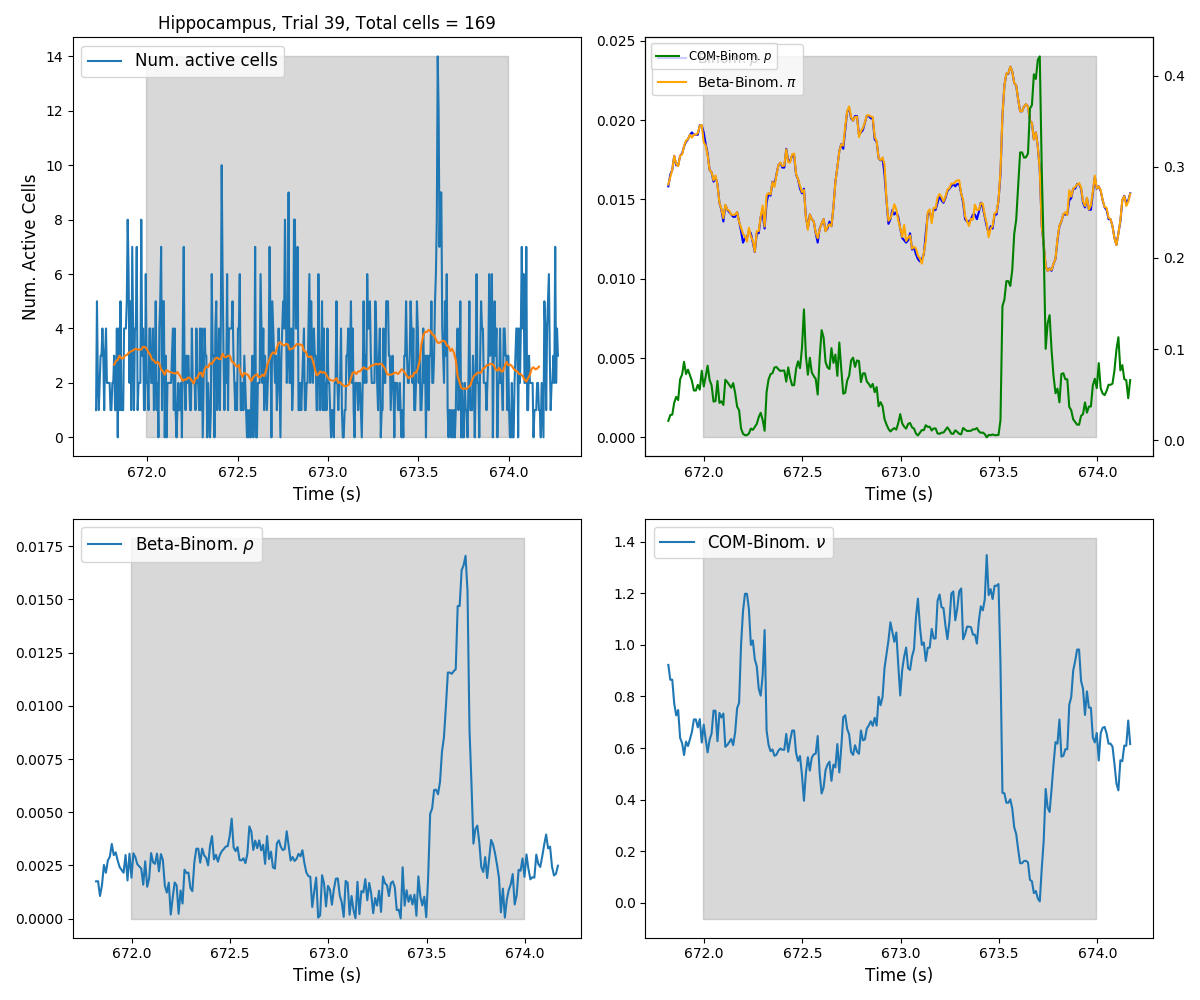 Hippocampus, Trial 39, Total cells = 169
Num. active cells
Num. Active Cells
14
12
10
8
6
4
2
0
672.0 672.5 673.0 673.5 674.0
Time (s)
COM-Binom. p
Beta-Binom. π
0.025
0.020
0.015
0.010
0.005
0.000
0.4
0.3
0.2
0.1
0.0
672.0 672.5 673.0 673.5 674.0
Time (s)
Beta-Binom. ρ
0.0175
0.0150
0.0125
0.0100
0.0075
0.0050
0.0025
0.0000
672.0 672.5 673.0 673.5 674.0
Time (s)
COM-Binom. ν
1.4
1.2
1.0
0.8
0.6
0.4
0.2
0.0
672.0 672.5 673.0 673.5 674.0
Time (s)